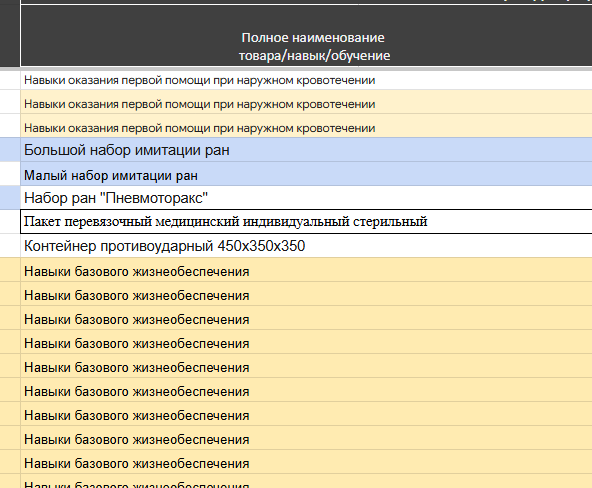 Полное наименование
товара/навык/обучение
Навыки оказания первой помощи при наружном кровотечении
Навыки оказания первой помощи при наружном кровотечении
Навыки оказания первой помощи при наружном кровотечении
Большой набор имитации ран
Малый набор имитации ран
Набор ран "Пневмоторакс"
Пакет перевязочный медицинский индивидуальный стерильный
Контейнер противоударный 450х350х350
Навыки базового жизнеобеспечения
Навыки базового жизнеобеспечения
Навыки базового жизнеобеспечения
Навыки базового жизнеобеспечения
Навыки базового жизнеобеспечения
Навыки базового жизнеобеспечения
Навыки базового жизнеобеспечения
Навыки базового жизнеобеспечения
Навыки базового жизнеобеспечения
Навыки базового жизнеобеспечения